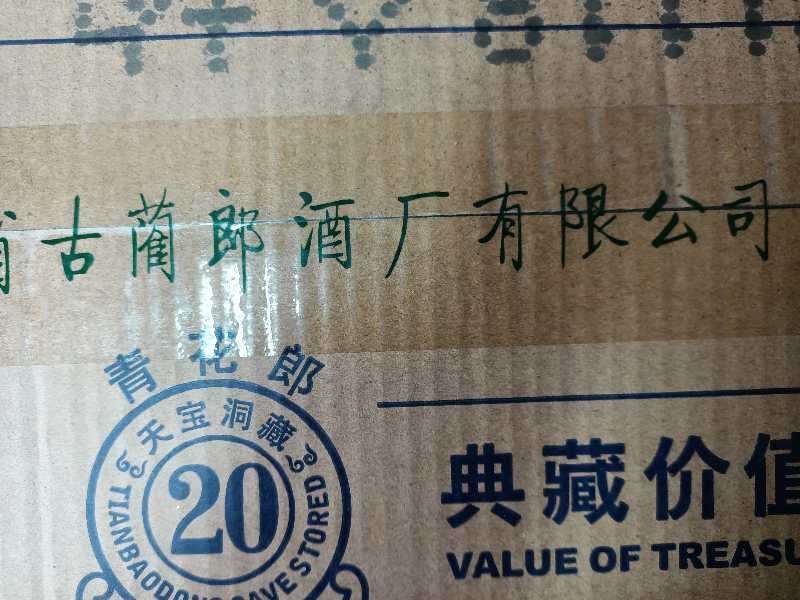 古蔺郎酒厂有限公司
青花郎
天宝洞藏
20
TIANBAODONG CAVE STORED
典藏价值
VALUE OF